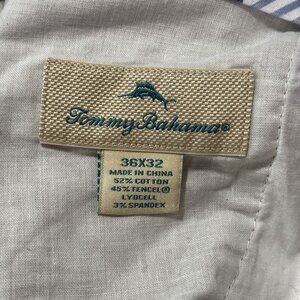 Tommy Bahama®
36X32
MADE IN CHINA
52% COTTON
45% TENCEL®
LYOCELL
3% SPANDEX